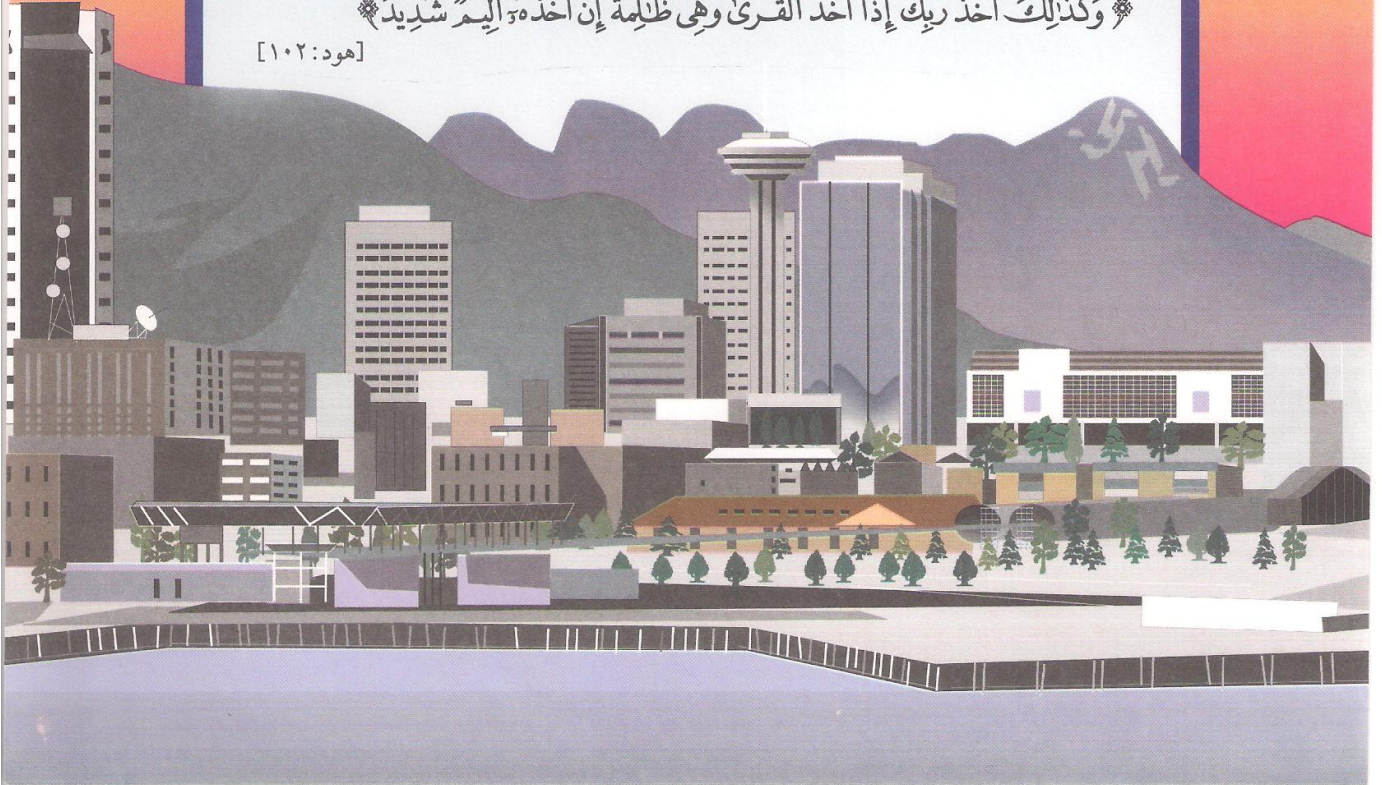 ﴿وَكَذَٰلِكَ أَخْذُ رَبِّكَ إِذَا أَخَذَ الْقُرَىٰ وَهِيَ ظَالِمَةٌ إِنَّ أَخْذَهُ أَلِيمٌ شَدِيدٌ﴾
[هود:١٠٢]